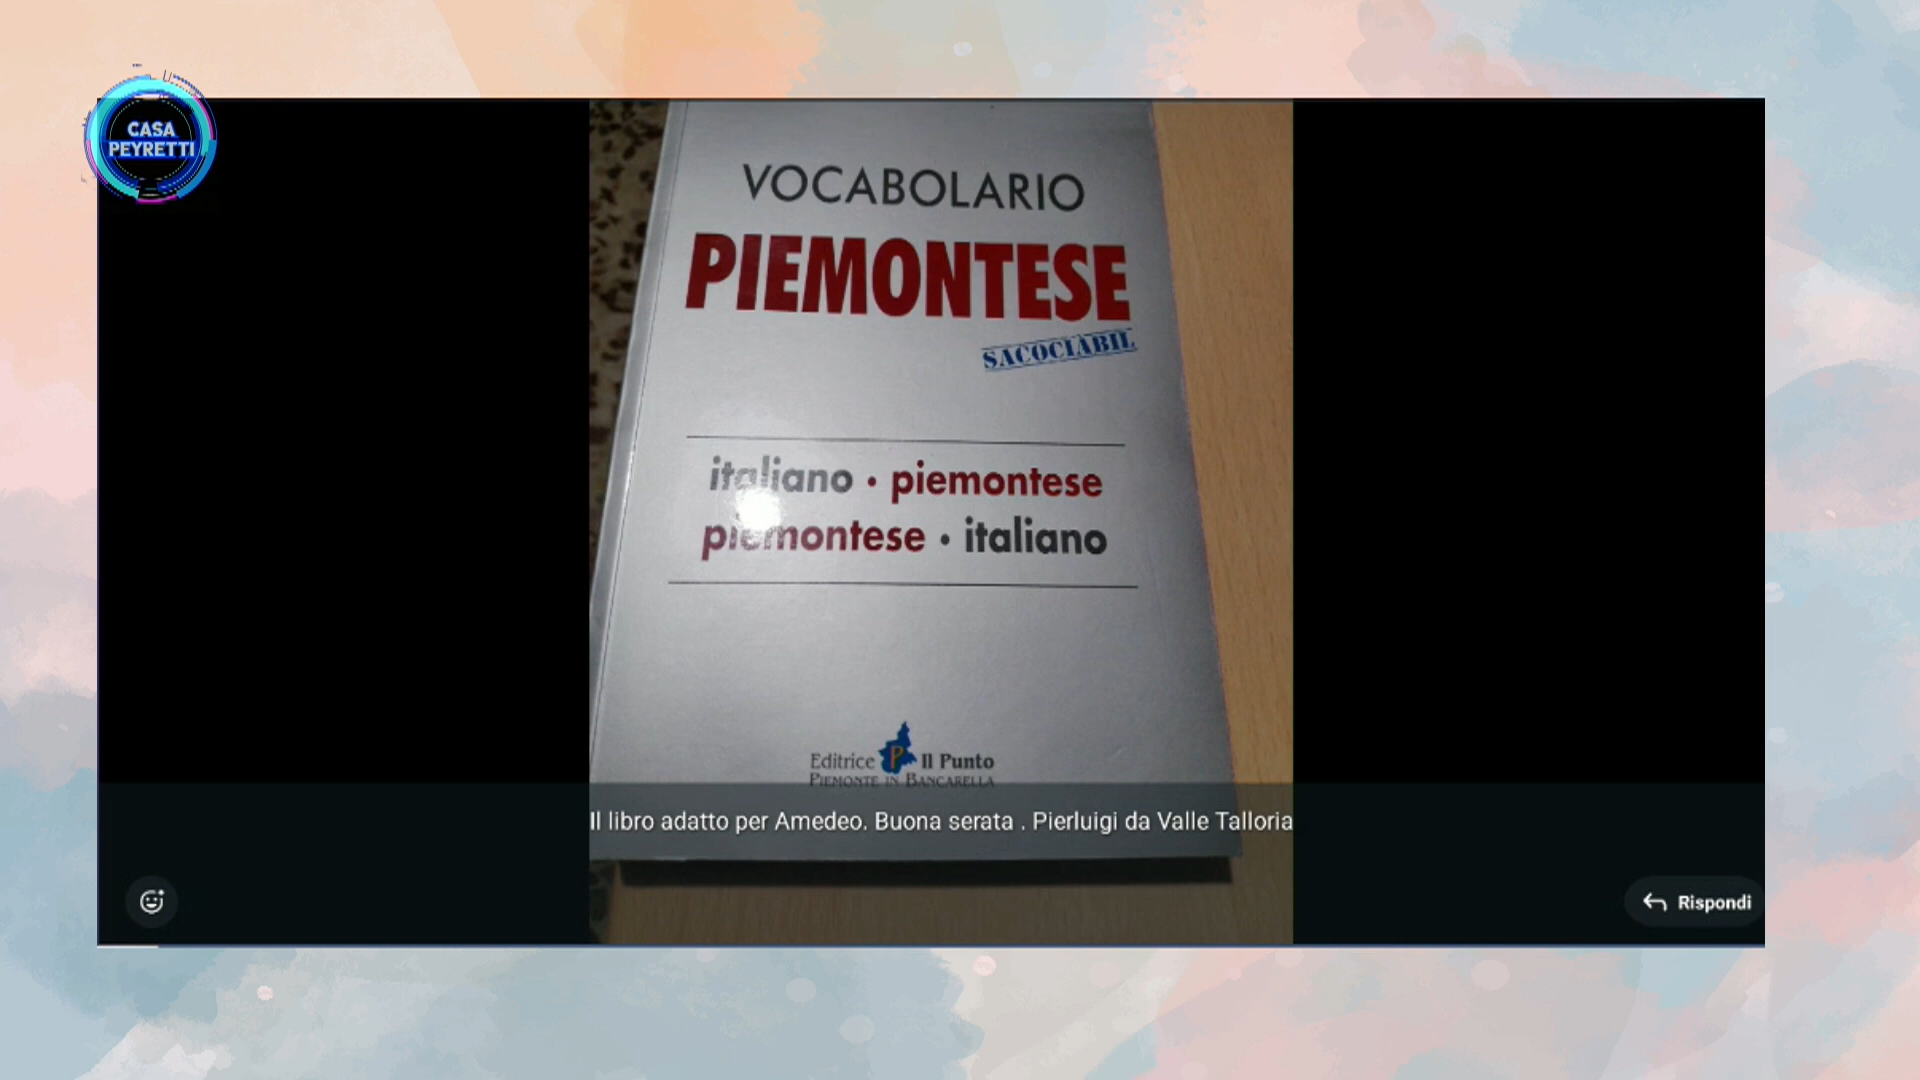 CASA
PEYRETTI
VOCABOLARIO
PIEMONTESE
SACOCIABIL
italiano • piemontese
piemontese • italiano
Editrice P Il Punto
PIEMONTE IN BANCARELLA
Il libro adatto per Amedeo. Buona serata . Pierluigi da Valle Talloria
Rispondi